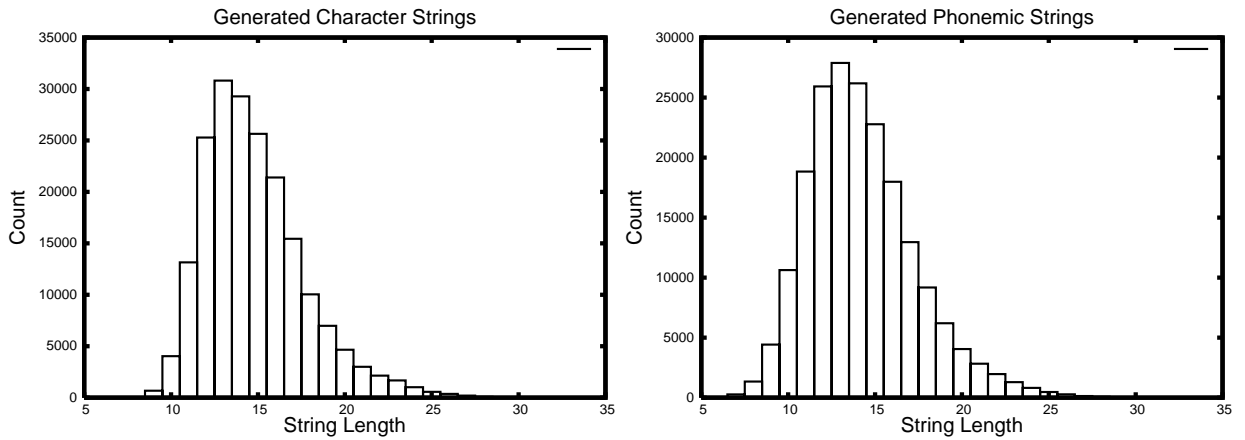 Generated Character Strings
35000
30000
25000
20000
15000
10000
5000
0
Count
5 10 15 20 25 30 35
String Length
Generated Phonemic Strings
30000
25000
20000
15000
10000
5000
0
Count
5 10 15 20 25 30 35
String Length